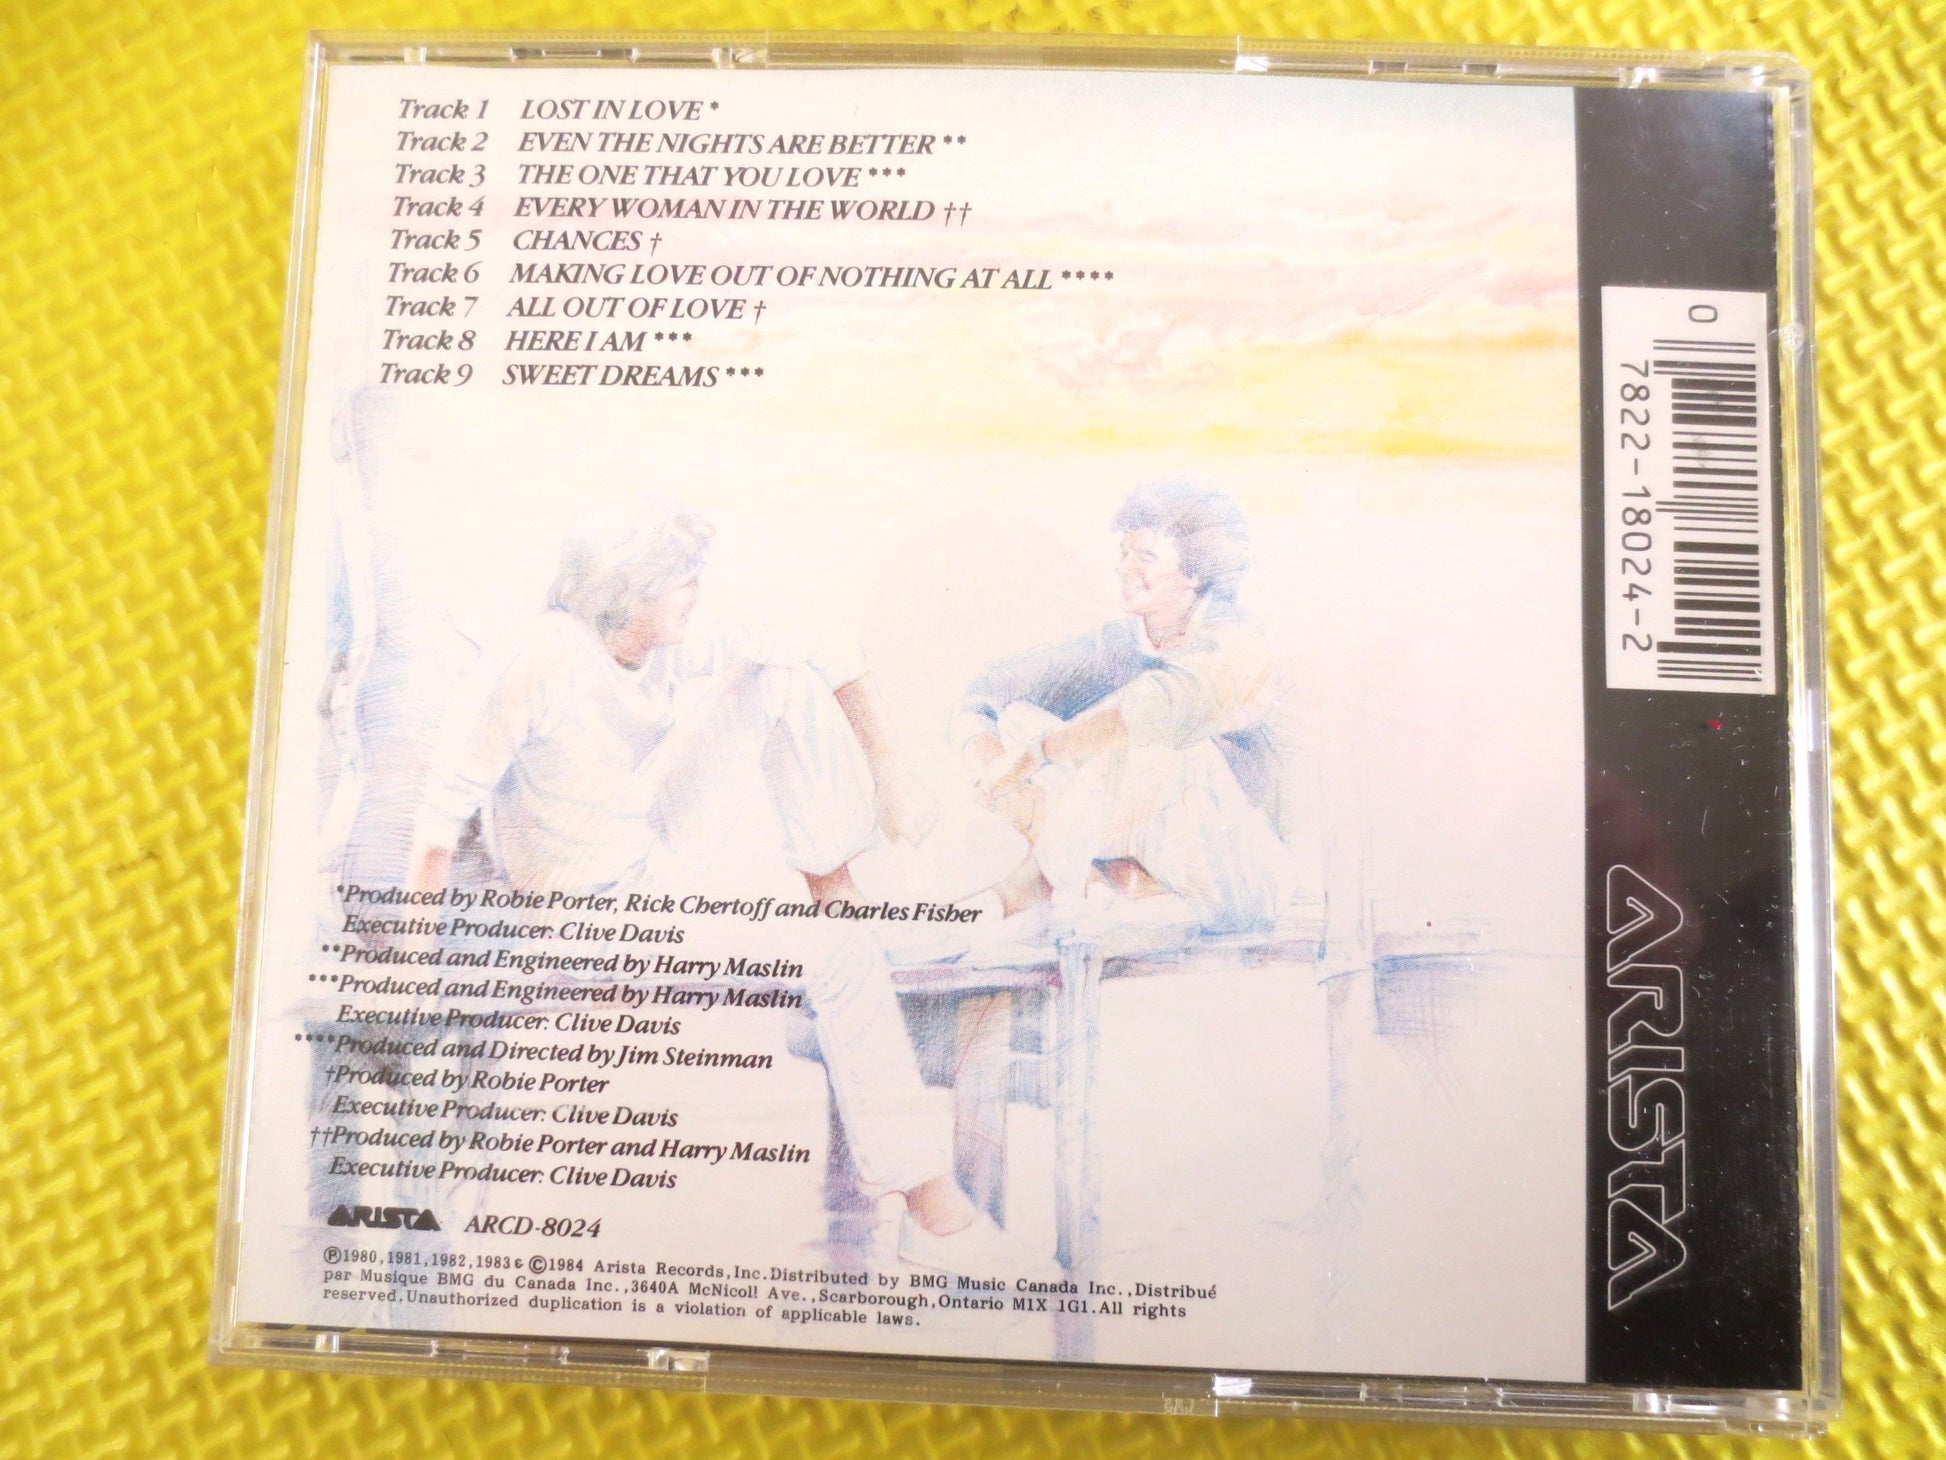 Track 1 LOST IN LOVE *
Track 2 EVEN THE NIGHTS ARE BETTER **
Track 3 THE ONE THAT YOU LOVE ***
Track 4 EVERY WOMAN IN THE WORLD ††
Track 5 CHANCES †
Track 6 MAKING LOVE OUT OF NOTHING AT ALL ****
Track 7 ALL OUT OF LOVE †
Track 8 HERE I AM ***
Track 9 SWEET DREAMS ***
*Produced by Robie Porter, Rick Chertoff and Charles Fisher
Executive Producer: Clive Davis
**Produced and Engineered by Harry Maslin
***Produced and Engineered by Harry Maslin
Executive Producer: Clive Davis
****Produced and Directed by Jim Steinman
†Produced by Robie Porter
Executive Producer: Clive Davis
††Produced by Robie Porter and Harry Maslin
Executive Producer: Clive Davis
ARISTA ARCD-8024
℗1980,1981,1982,1983& ©1984 Arista Records,Inc.Distributed by BMG Music Canada Inc.,Distribué
par Musique BMG du Canada Inc.,3640A McNicoll Ave.,Scarborough,Ontario M1X 1G1.All rights
reserved.Unauthorized duplication is a violation of applicable laws.
0 7822-18024-2
ARISTA